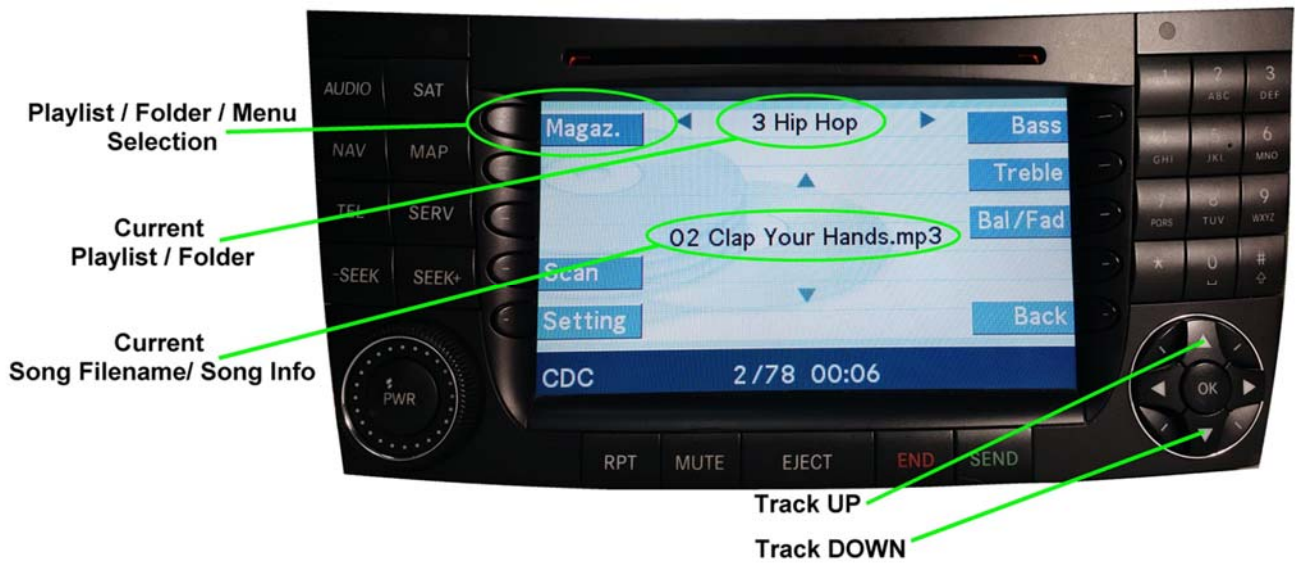 Playlist / Folder / Menu
Selection
Current
Playlist / Folder
Current
Song Filename/ Song Info
AUDIO SAT
NAV MAP
TEL SERV
-SEEK SEEK+
PWR
Magaz.
3 Hip Hop
Bass
Treble
02 Clap Your Hands.mp3
Bal/Fad
Scan
Setting
Back
CDC 2/78 00:06
RPT MUTE EJECT END SEND
1 2 ABC 3 DEF
4 GHI 5 JKL 6 MNO
7 PQRS 8 TUV 9 WXYZ
* 0 #
OK
Track UP
Track DOWN